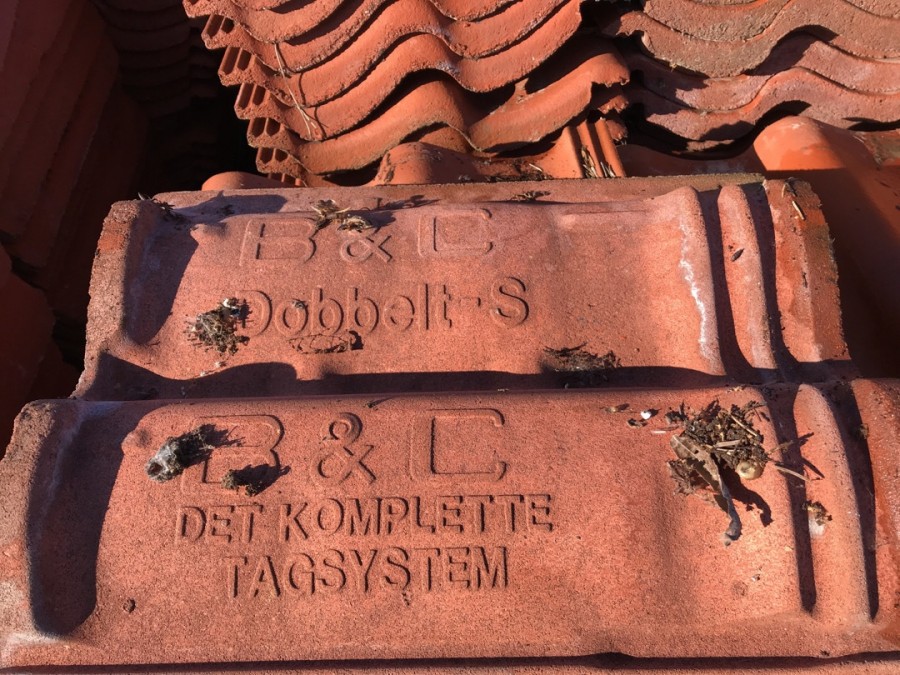 B & C
Dobbelt-S
B & C
DET KOMPLETTE
TAGSYSTEM